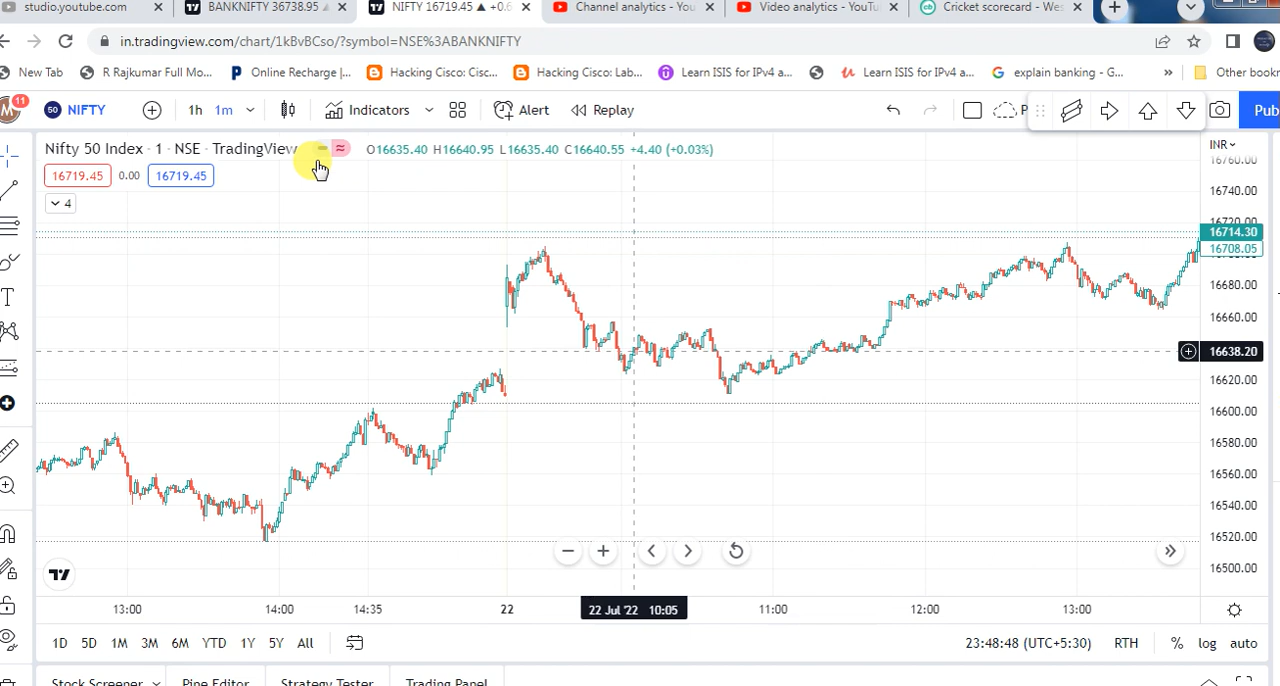 studio.youtube.com × BANKNIFTY 36738.95 × NIFTY 16719.45 ▲ +0.6 × Channel analytics - You × Video analytics - YouTu × Cricket scorecard - Wes × +
in.tradingview.com/chart/1kBvBCso/?symbol=NSE%3ABANKNIFTY
New Tab R Rajkumar Full Mo... Online Recharge |... Hacking Cisco: Cisc... Hacking Cisco: Lab... Learn ISIS for IPv4 a... Learn ISIS for IPv4 a... explain banking - G... » Other bookr
M 11 50 NIFTY 1h 1m Indicators Alert Replay P Pub
Nifty 50 Index · 1 · NSE · TradingView O16635.40 H16640.95 L16635.40 C16640.55 +4.40 (+0.03%) INR
16719.45 0.00 16719.45
4
16760.00
16740.00
16720.00
16714.30
16708.05
16680.00
16660.00
16638.20
16620.00
16600.00
16580.00
16560.00
16540.00
16520.00
16500.00
13:00 14:00 14:35 22 22 Jul '22 10:05 11:00 12:00 13:00
1D 5D 1M 3M 6M YTD 1Y 5Y All 23:48:48 (UTC+5:30) RTH % log auto
Stock Screener Pine Editor Strategy Tester Trading Panel